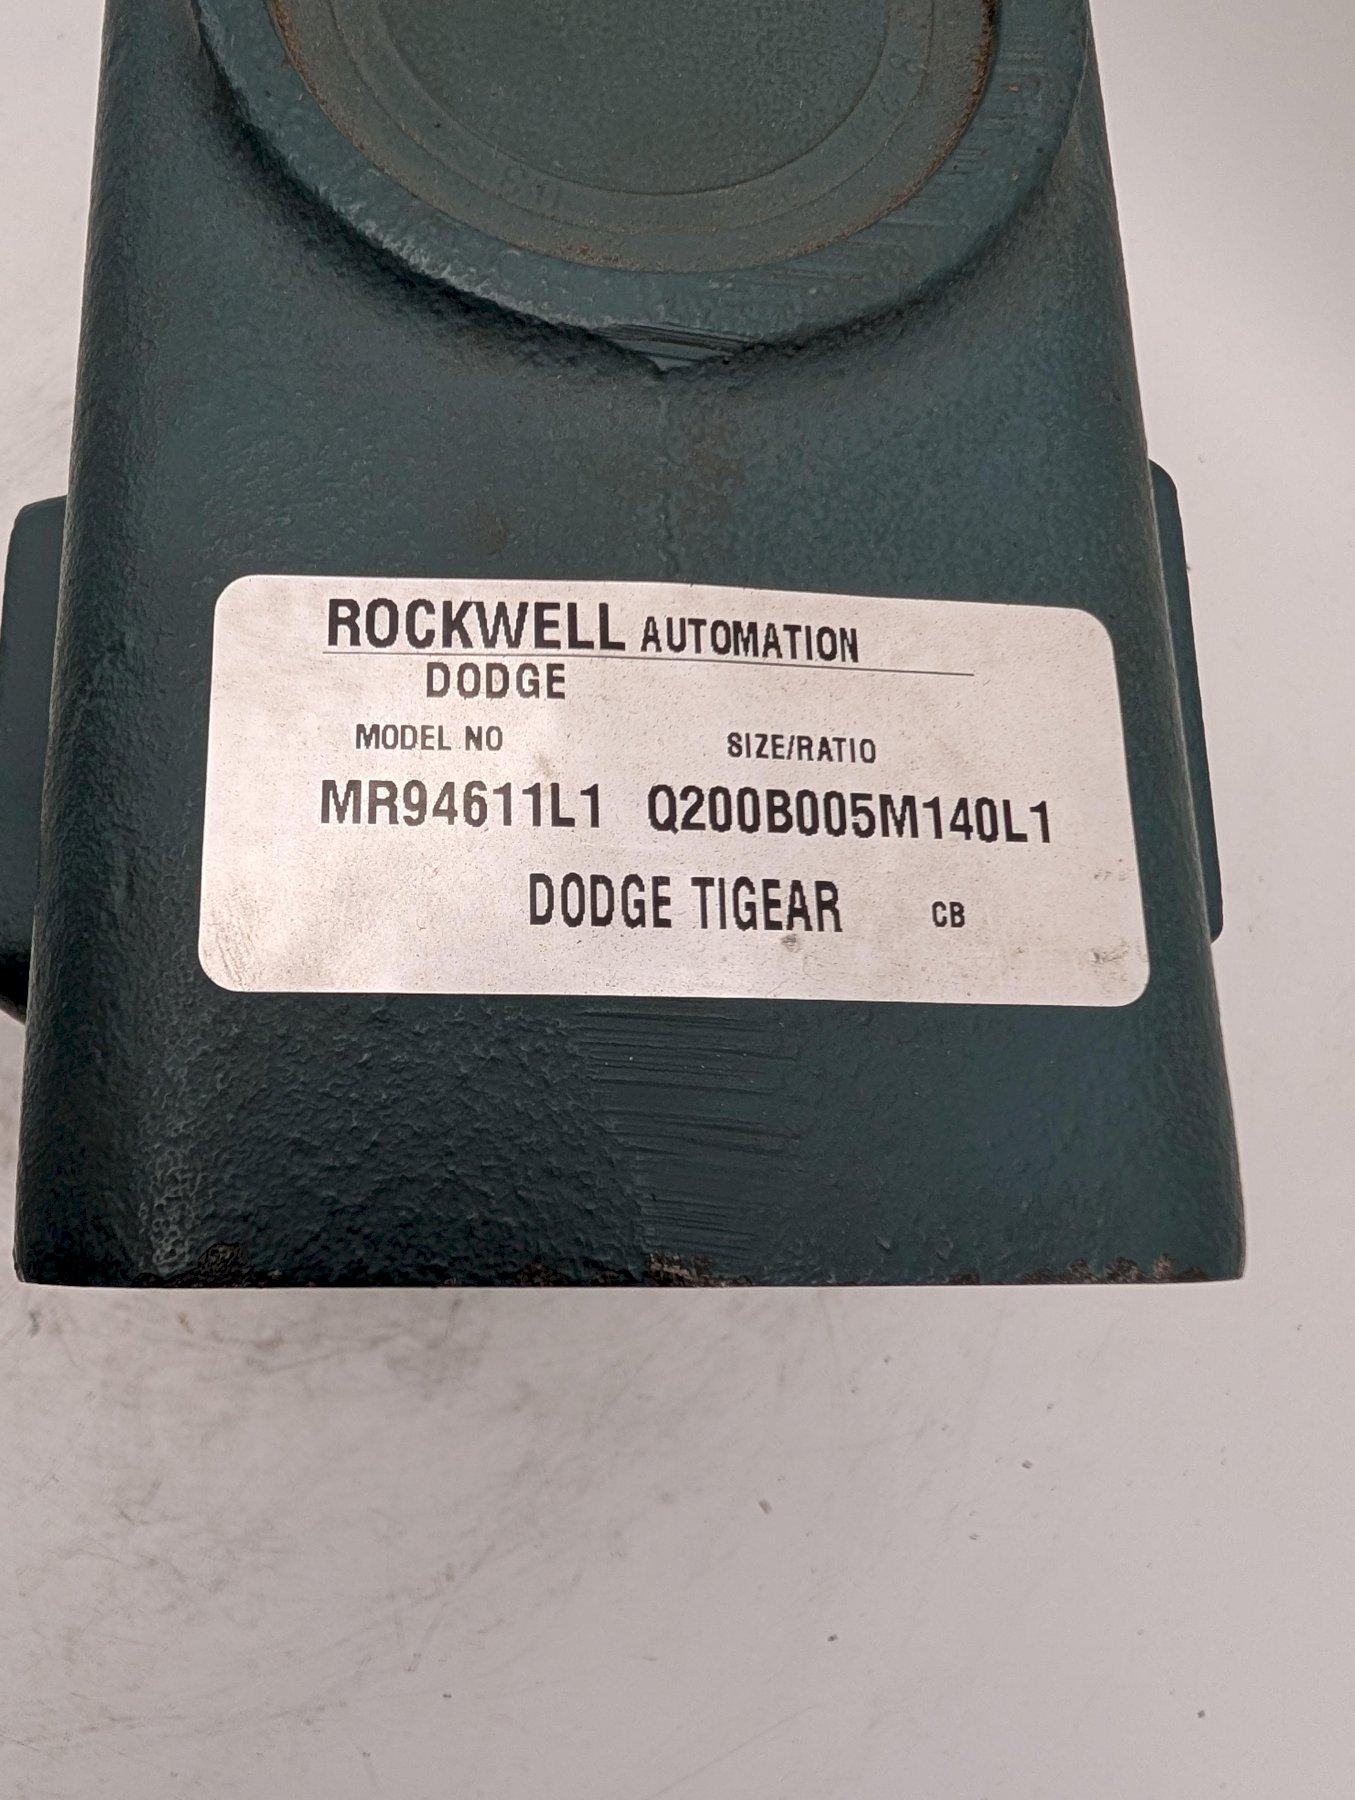 ROCKWELL AUTOMATION
DODGE
MODEL NO SIZE/RATIO
MR94611L1 Q200B005M140L1
DODGE TIGEAR CB